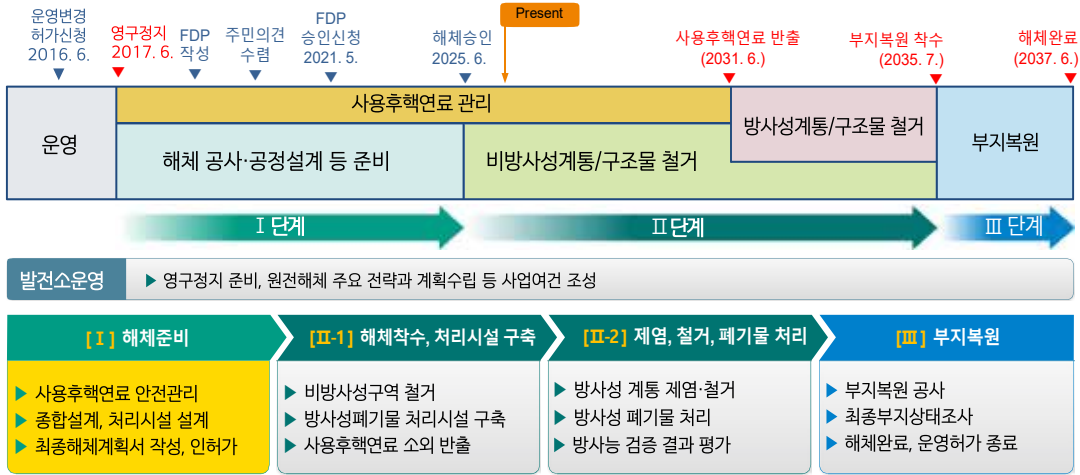 운영변경
허가신청
2016. 6.
영구정지
2017. 6.
FDP
작성
주민의견
수렴
FDP
승인신청
2021. 5.
해체승인
2025. 6.
Present
사용후핵연료 반출
(2031. 6.)
부지복원 착수
(2035. 7.)
해체완료
(2037. 6.)
운영
사용후핵연료 관리
해체 공사·공정설계 등 준비
비방사성계통/구조물 철거
방사성계통/구조물 철거
부지복원
Ⅰ 단계
Ⅱ단계
Ⅲ 단계
발전소운영
영구정지 준비, 원전해체 주요 전략과 계획수립 등 사업여건 조성
[Ⅰ] 해체준비
사용후핵연료 안전관리
종합설계, 처리시설 설계
최종해체계획서 작성, 인허가
[Ⅱ-1] 해체착수, 처리시설 구축
비방사성구역 철거
방사성폐기물 처리시설 구축
사용후핵연료 소외 반출
[Ⅱ-2] 제염, 철거, 폐기물 처리
방사성 계통 제염·철거
방사성 폐기물 처리
방사능 검증 결과 평가
[Ⅲ] 부지복원
부지복원 공사
최종부지상태조사
해체완료, 운영허가 종료